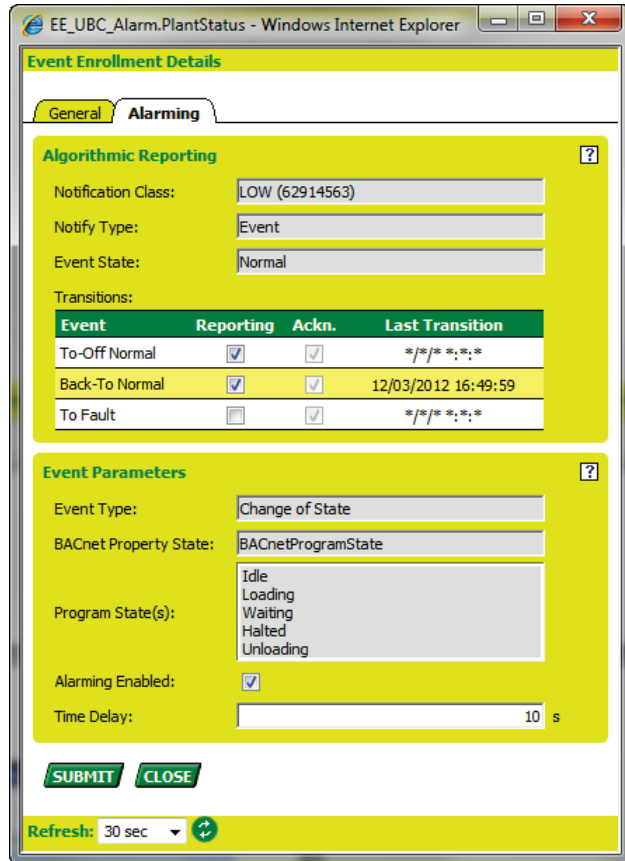 EE_UBC_Alarm.PlantStatus - Windows Internet Explorer
Event Enrollment Details
General Alarming
Algorithmic Reporting ?
Notification Class: LOW (62914563)
Notify Type: Event
Event State: Normal
Transitions:
Event Reporting Ackn. Last Transition
To-Off Normal */*/* *:*:*
Back-To Normal 12/03/2012 16:49:59
To Fault */*/* *:*:*
Event Parameters ?
Event Type: Change of State
BACnet Property State: BACnetProgramState
Program State(s): Idle
Loading
Waiting
Halted
Unloading
Alarming Enabled:
Time Delay: 10 s
SUBMIT CLOSE
Refresh: 30 sec